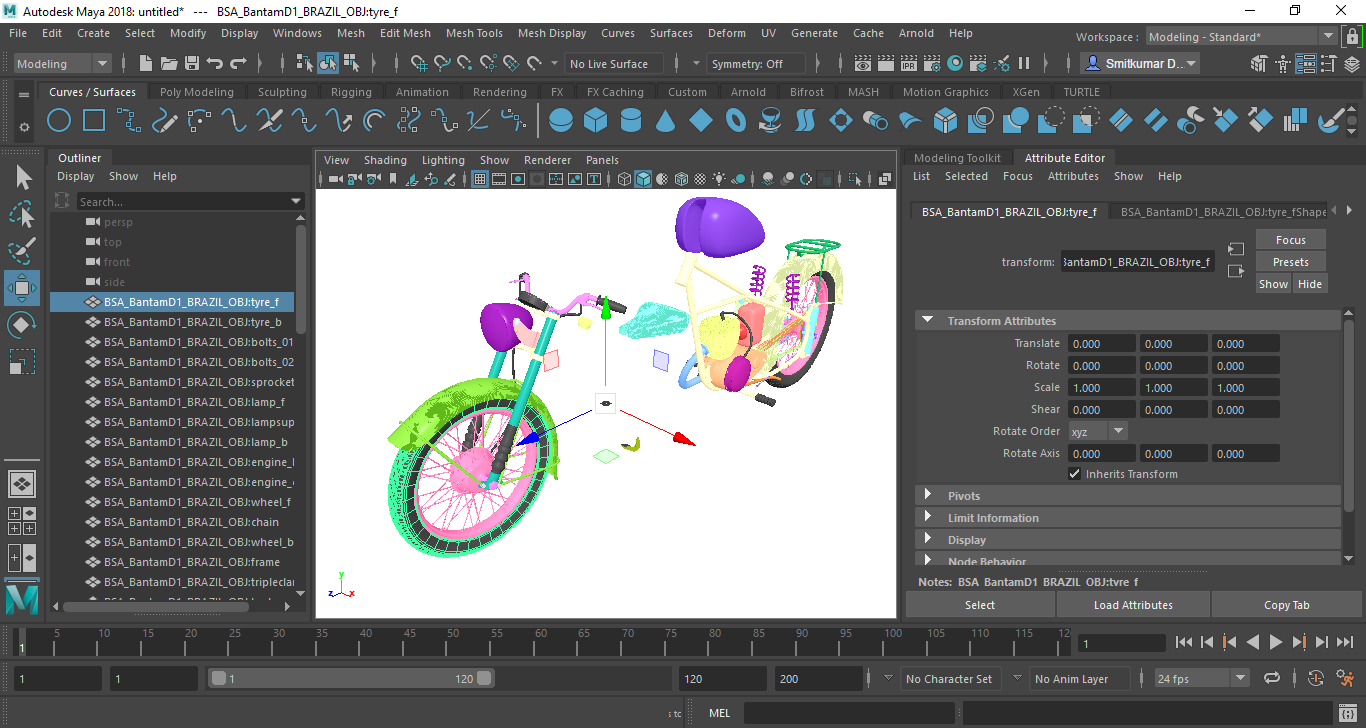 Autodesk Maya 2018: untitled* --- BSA_BantamD1_BRAZIL_OBJ:tyre_f
File Edit Create Select Modify Display Windows Mesh Edit Mesh Mesh Tools Mesh Display Curves Surfaces Deform UV Generate Cache Arnold Help
Workspace : Modeling - Standard*
Modeling No Live Surface Symmetry: Off IPR Smitkumar D...
Curves / Surfaces Poly Modeling Sculpting Rigging Animation Rendering FX FX Caching Custom Arnold Bifrost MASH Motion Graphics XGen TURTLE
Outliner
Display Show Help
Search...
persp
top
front
side
BSA_BantamD1_BRAZIL_OBJ:tyre_f
BSA_BantamD1_BRAZIL_OBJ:tyre_b
BSA_BantamD1_BRAZIL_OBJ:bolts_01
BSA_BantamD1_BRAZIL_OBJ:bolts_02
BSA_BantamD1_BRAZIL_OBJ:sprocket
BSA_BantamD1_BRAZIL_OBJ:lamp_f
BSA_BantamD1_BRAZIL_OBJ:lampsup
BSA_BantamD1_BRAZIL_OBJ:lamp_b
BSA_BantamD1_BRAZIL_OBJ:engine_
BSA_BantamD1_BRAZIL_OBJ:engine_
BSA_BantamD1_BRAZIL_OBJ:wheel_f
BSA_BantamD1_BRAZIL_OBJ:chain
BSA_BantamD1_BRAZIL_OBJ:wheel_b
BSA_BantamD1_BRAZIL_OBJ:frame
BSA_BantamD1_BRAZIL_OBJ:tripleclar
View Shading Lighting Show Renderer Panels
y
z x
Modeling Toolkit Attribute Editor
List Selected Focus Attributes Show Help
BSA_BantamD1_BRAZIL_OBJ:tyre_f BSA_BantamD1_BRAZIL_OBJ:tyre_fShape
transform: BantamD1_BRAZIL_OBJ:tyre_f
Focus
Presets
Show Hide
Transform Attributes
Translate 0.000 0.000 0.000
Rotate 0.000 0.000 0.000
Scale 1.000 1.000 1.000
Shear 0.000 0.000 0.000
Rotate Order xyz
Rotate Axis 0.000 0.000 0.000
Inherits Transform
Pivots
Limit Information
Display
Node Behavior
Notes: BSA_BantamD1_BRAZIL_OBJ:tyre_f
Select Load Attributes Copy Tab
1 5 10 15 20 25 30 35 40 45 50 55 60 65 70 75 80 85 90 95 100 105 110 115 12
1
1 1 1 120 120 200 No Character Set No Anim Layer 24 fps
: tc MEL